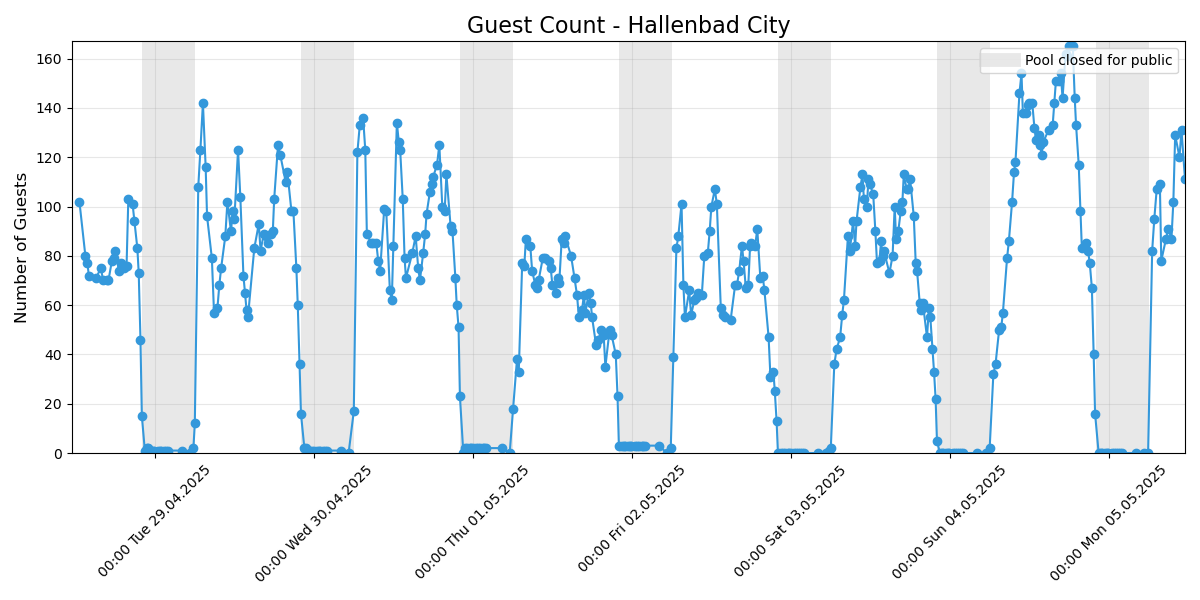 Guest Count - Hallenbad City
Pool closed for public
Number of Guests
160
140
120
100
80
60
40
20
0
00:00 Tue 29.04.2025
00:00 Wed 30.04.2025
00:00 Thu 01.05.2025
00:00 Fri 02.05.2025
00:00 Sat 03.05.2025
00:00 Sun 04.05.2025
00:00 Mon 05.05.2025